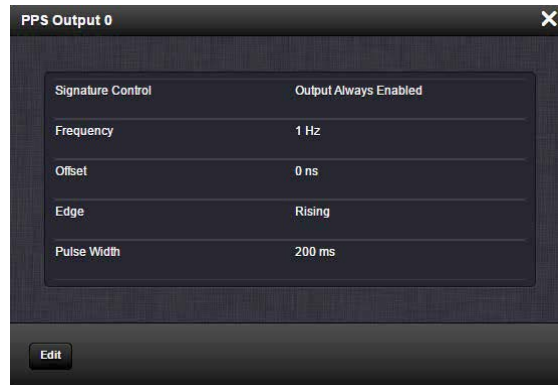 PPS Output 0
Signature Control Output Always Enabled
Frequency 1 Hz
Offset 0 ns
Edge Rising
Pulse Width 200 ms
Edit